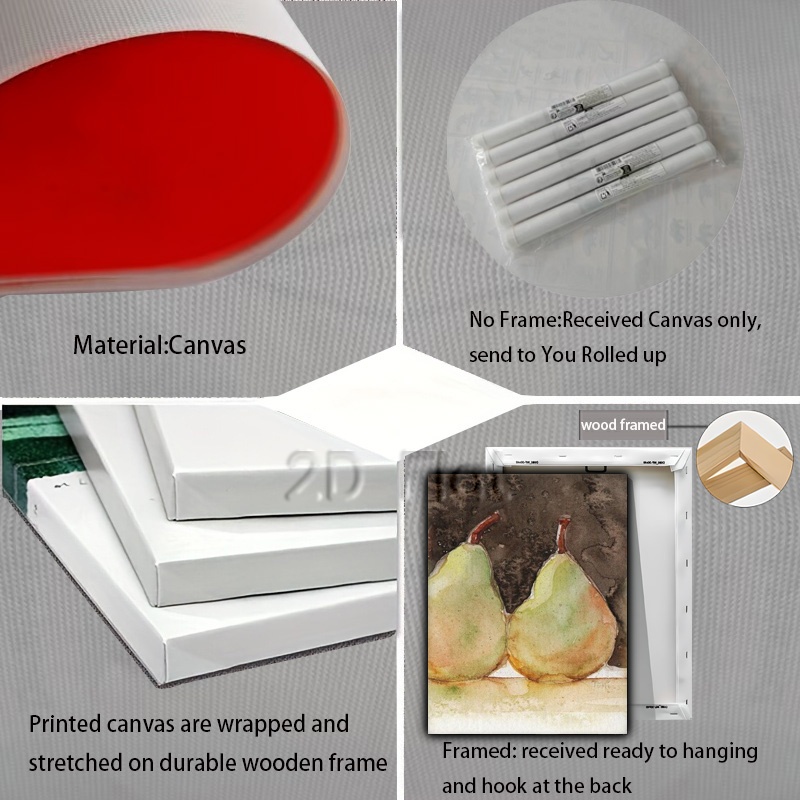 Material:Canvas
No Frame:Received Canvas only,
send to You Rolled up
wood framed
2D
Printed canvas are wrapped and
stretched on durable wooden frame
Framed: received ready to hanging
and hook at the back